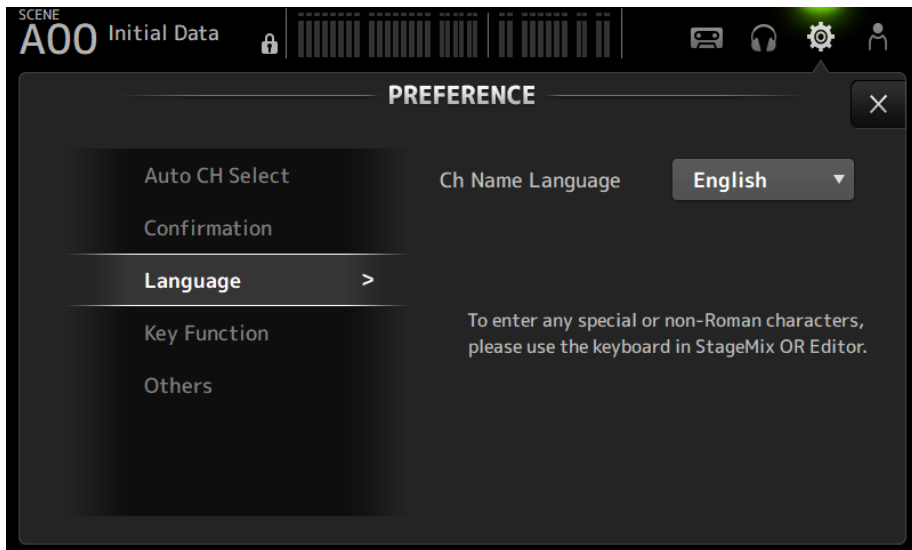 SCENE
A00 Initial Data
PREFERENCE
Auto CH Select
Confirmation
Language >
Key Function
Others
Ch Name Language English
To enter any special or non-Roman characters,
please use the keyboard in StageMix OR Editor.